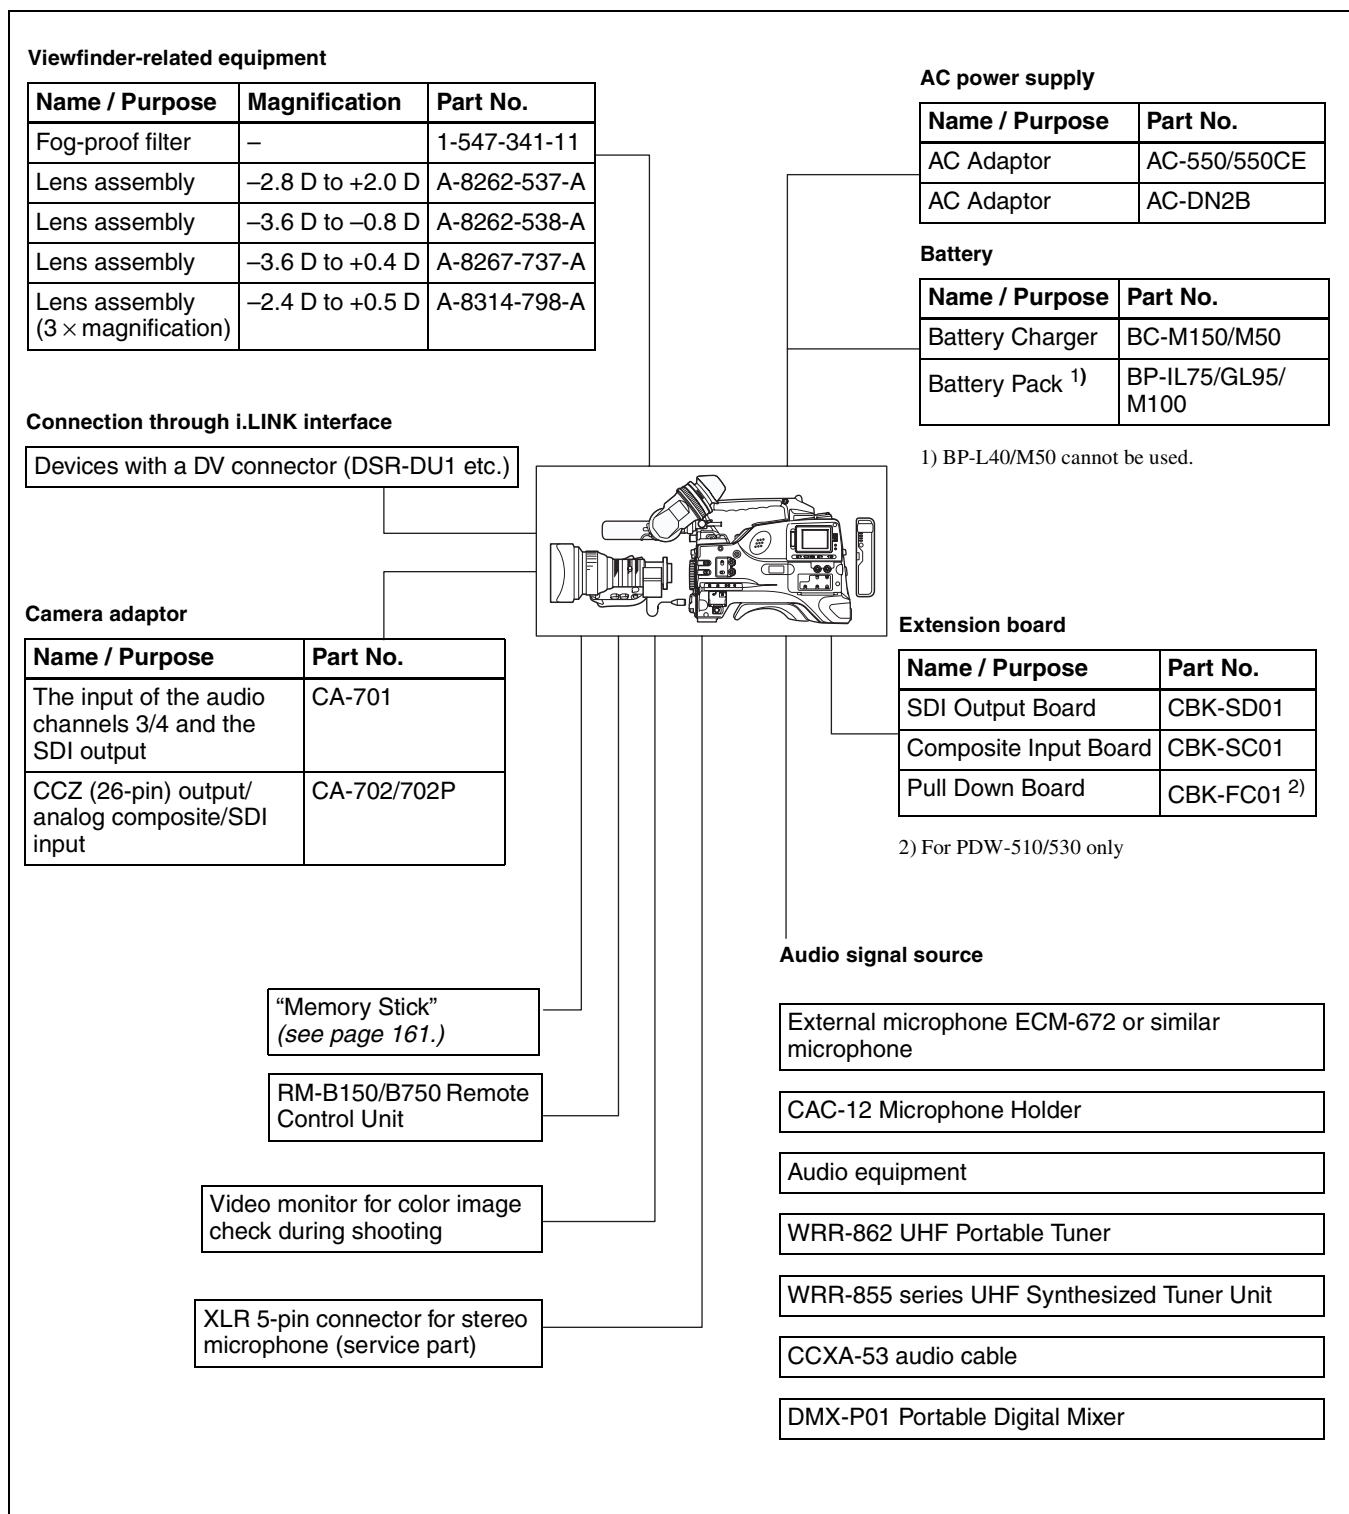 Viewfinder-related equipment
Name / Purpose Magnification Part No.
Fog-proof filter – 1-547-341-11
Lens assembly –2.8 D to +2.0 D A-8262-537-A
Lens assembly –3.6 D to –0.8 D A-8262-538-A
Lens assembly –3.6 D to +0.4 D A-8267-737-A
Lens assembly –2.4 D to +0.5 D A-8314-798-A
(3 × magnification)
AC power supply
Name / Purpose Part No.
AC Adaptor AC-550/550CE
AC Adaptor AC-DN2B
Battery
Name / Purpose Part No.
Battery Charger BC-M150/M50
Battery Pack 1) BP-IL75/GL95/
M100
1) BP-L40/M50 cannot be used.
Connection through i.LINK interface
Devices with a DV connector (DSR-DU1 etc.)
Camera adaptor
Name / Purpose Part No.
The input of the audio CA-701
channels 3/4 and the
SDI output
CCZ (26-pin) output/ CA-702/702P
analog composite/SDI
input
Extension board
Name / Purpose Part No.
SDI Output Board CBK-SD01
Composite Input Board CBK-SC01
Pull Down Board CBK-FC01 2)
2) For PDW-510/530 only
“Memory Stick”
(see page 161.)
RM-B150/B750 Remote
Control Unit
Video monitor for color image
check during shooting
XLR 5-pin connector for stereo
microphone (service part)
Audio signal source
External microphone ECM-672 or similar
microphone
CAC-12 Microphone Holder
Audio equipment
WRR-862 UHF Portable Tuner
WRR-855 series UHF Synthesized Tuner Unit
CCXA-53 audio cable
DMX-P01 Portable Digital Mixer